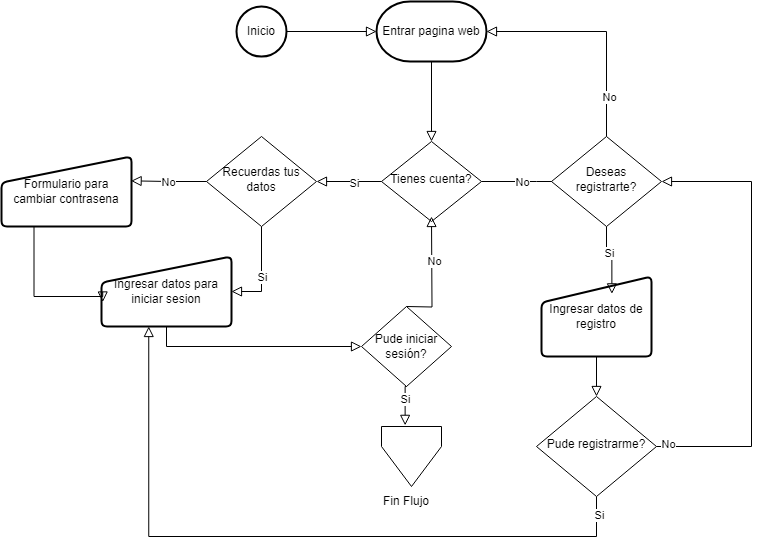 Inicio
Entrar pagina web
No
Recuerdas tus
datos
Tienes cuenta?
Deseas
registrarte?
Formulario para
cambiar contrasena
No
Si
No
Si
Si
No
Ingresar datos para
iniciar sesion
Ingresar datos de
registro
Pude iniciar
sesión?
Si
Pude registrarme?
No
Fin Flujo
Si